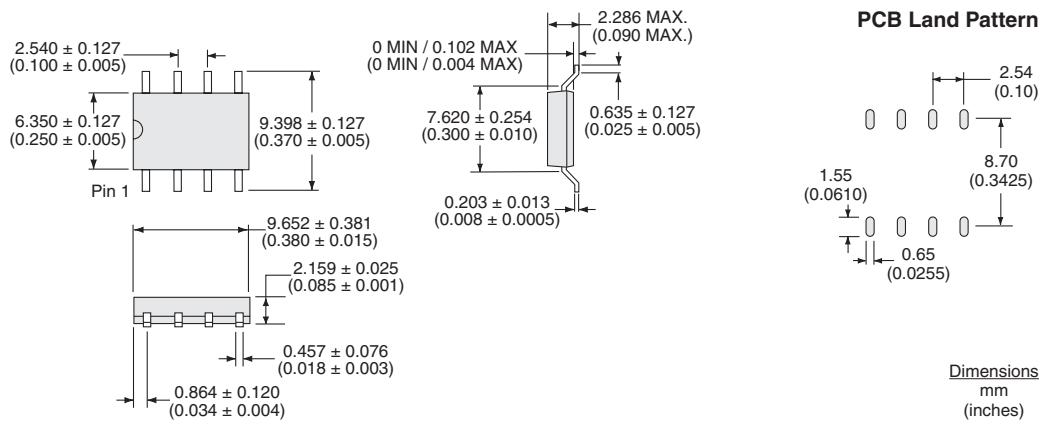 PCB Land Pattern
2.540 ± 0.127
(0.100 ± 0.005)
6.350 ± 0.127
(0.250 ± 0.005)
9.398 ± 0.127
(0.370 ± 0.005)
Pin 1
9.652 ± 0.381
(0.380 ± 0.015)
2.159 ± 0.025
(0.085 ± 0.001)
0.457 ± 0.076
(0.018 ± 0.003)
0.864 ± 0.120
(0.034 ± 0.004)
2.286 MAX.
(0.090 MAX.)
0 MIN / 0.102 MAX
(0 MIN / 0.004 MAX)
7.620 ± 0.254
(0.300 ± 0.010)
0.635 ± 0.127
(0.025 ± 0.005)
0.203 ± 0.013
(0.008 ± 0.0005)
2.54
(0.10)
8.70
(0.3425)
1.55
(0.0610)
0.65
(0.0255)
Dimensions
mm
(inches)